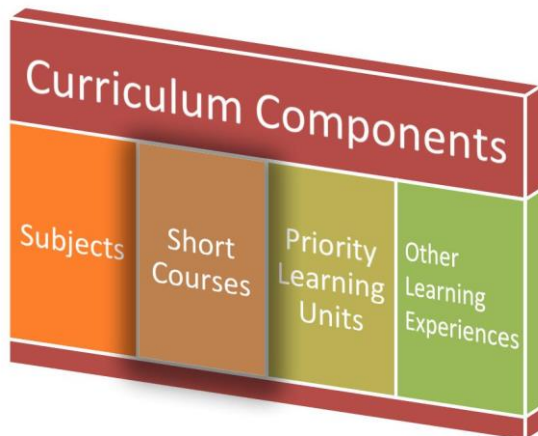 Curriculum Components
Subjects
Short
Courses
Priority
Learning
Units
Other
Learning
Experiences